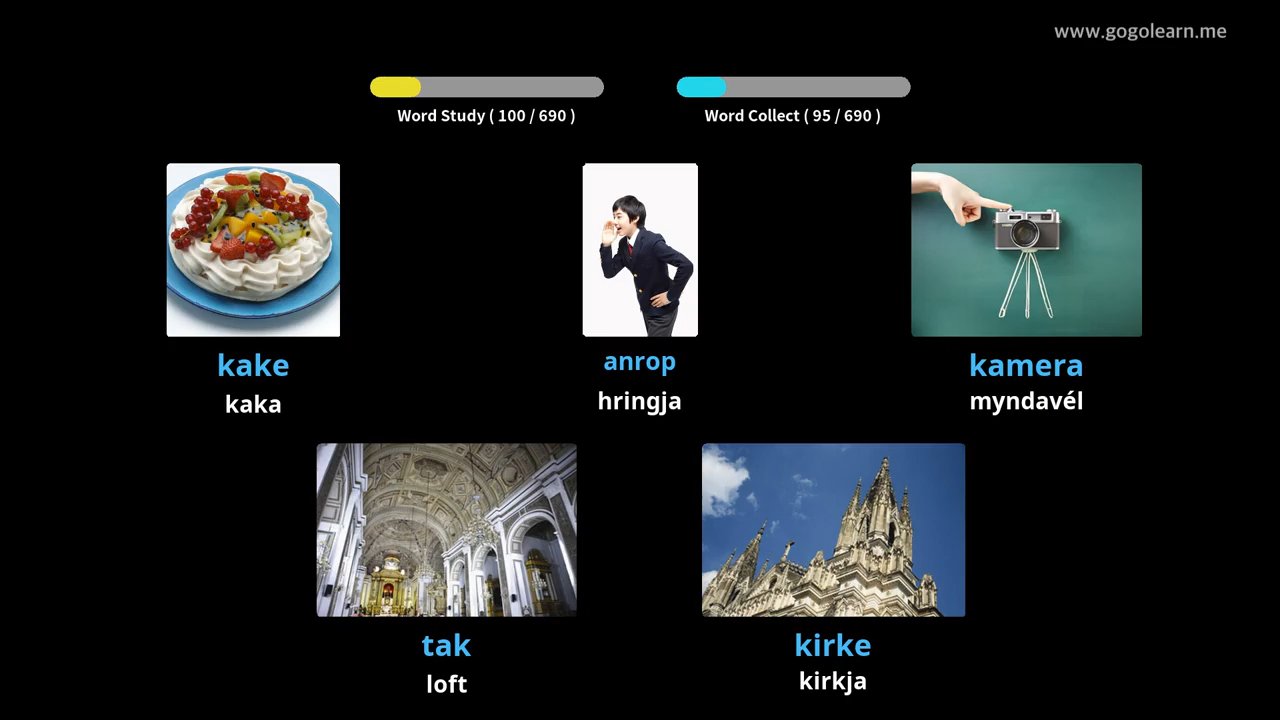 www.gogolearn.me
Word Study ( 100 / 690 )
Word Collect ( 95 / 690 )
kake
kaka
anrop
hringja
kamera
myndavél
tak
loft
kirke
kirkja